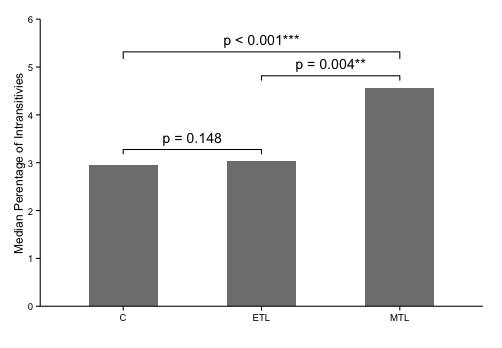 6
p < 0.001***
5
p = 0.004**
4
p = 0.148
3
2
1
0
Median Perentage of Intransitivies
C ETL MTL